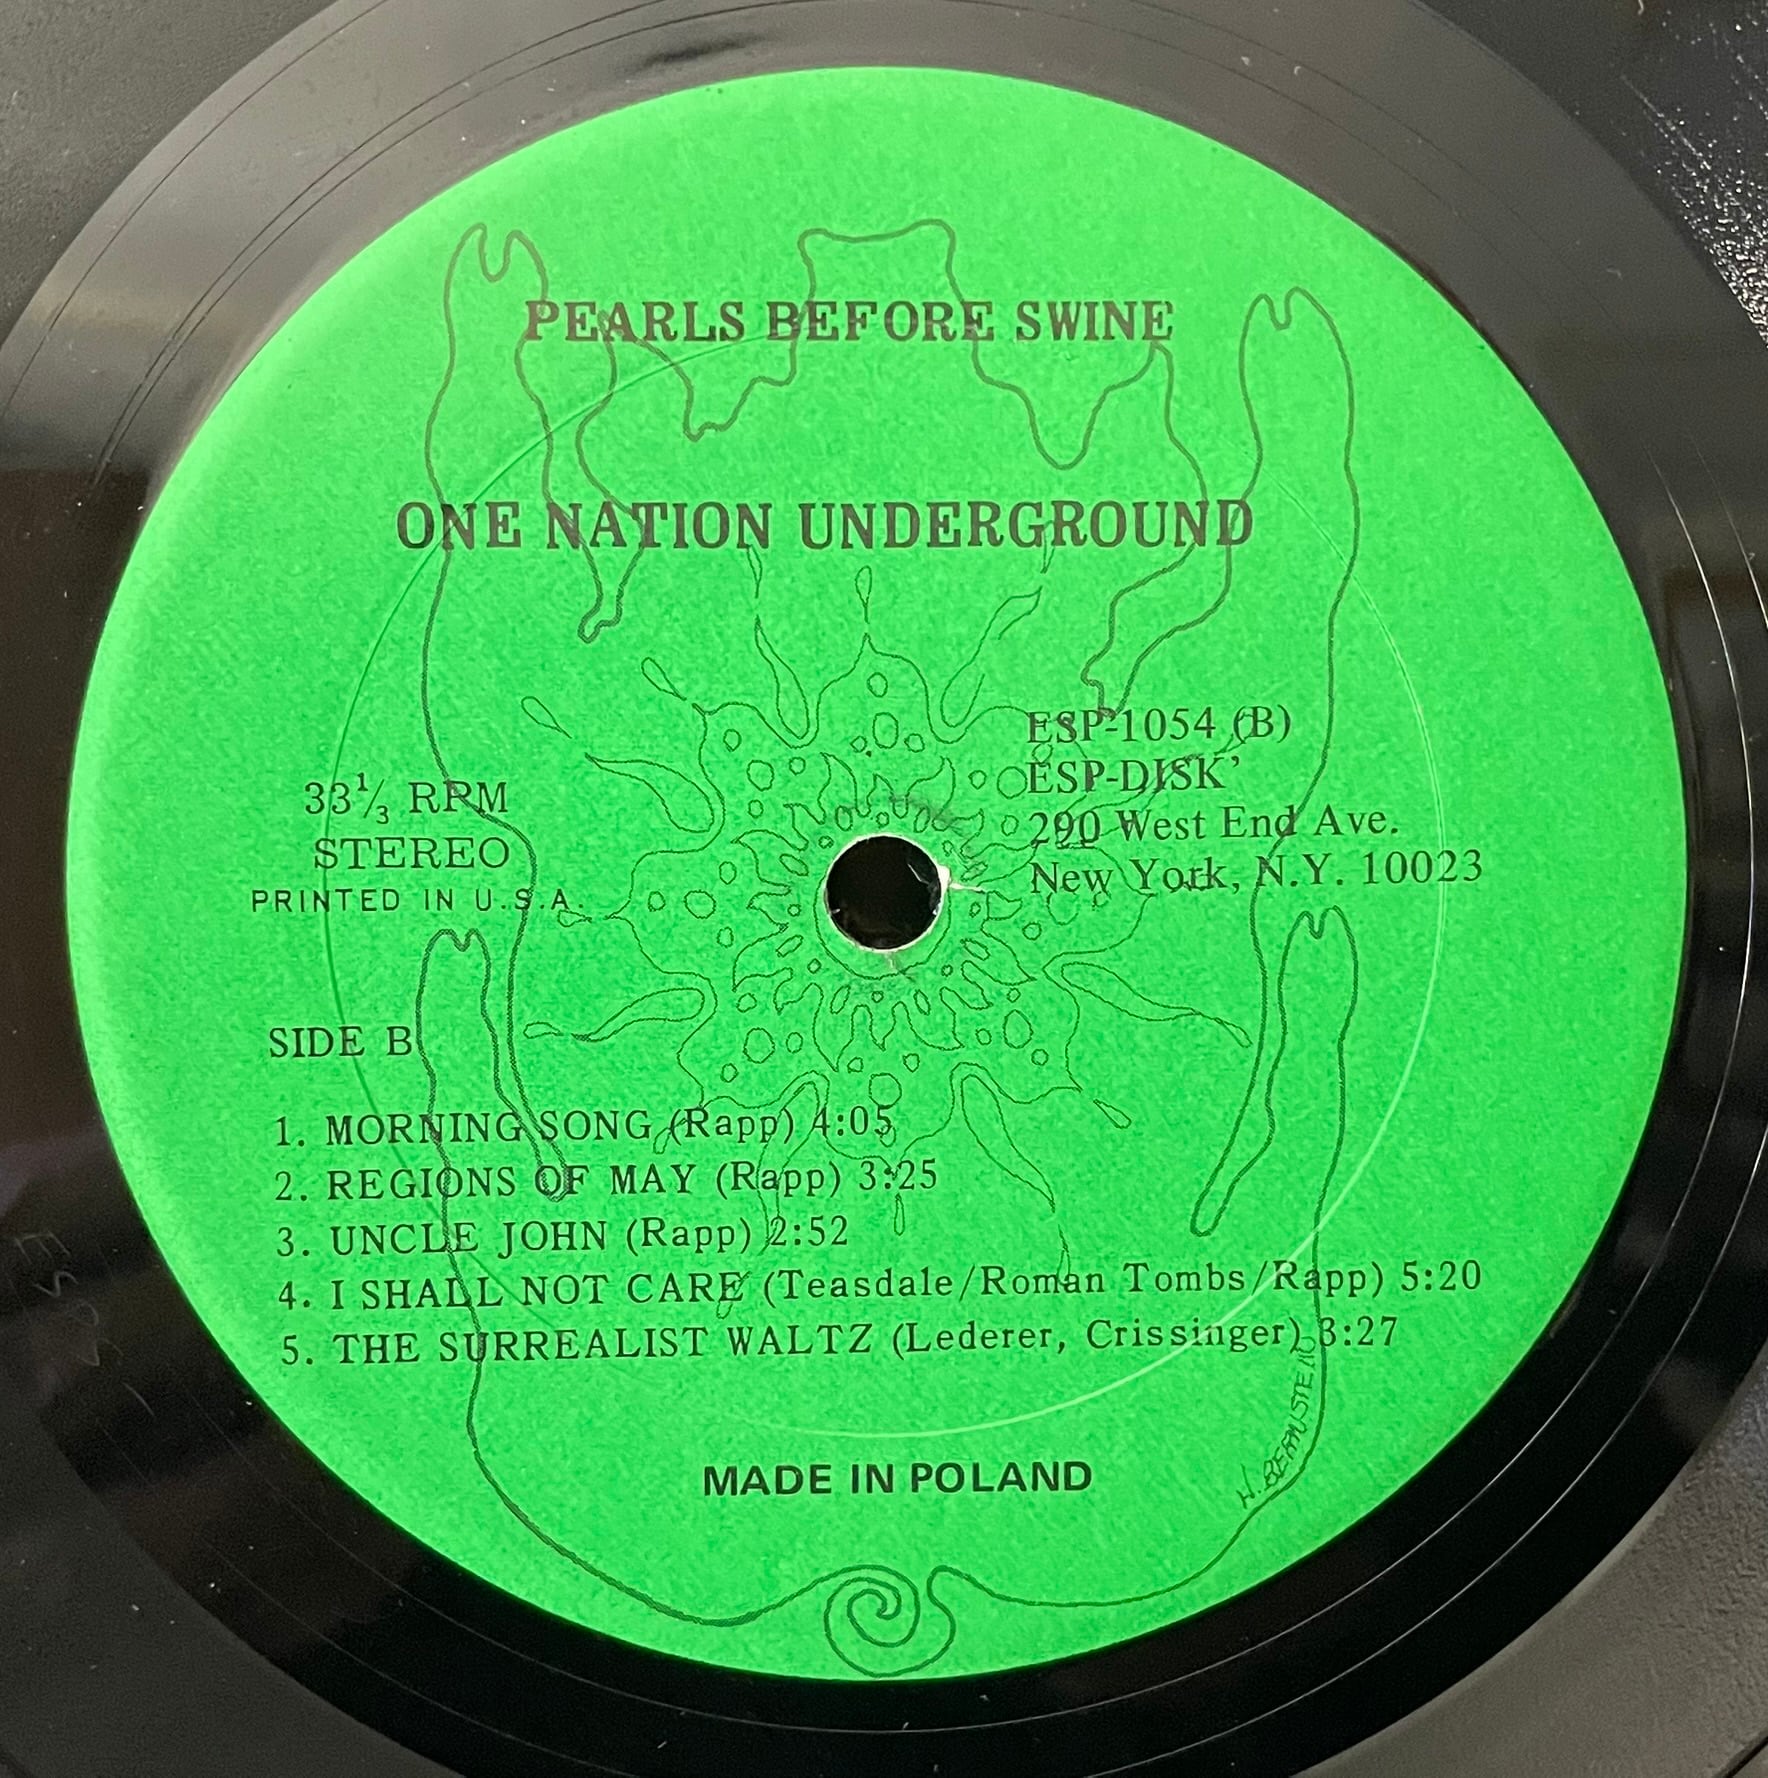 PEARLS BEFORE SWINE
ONE NATION UNDERGROUND
ESP-1054 (B)
ESP-DISK'
290 West End Ave.
New York, N.Y. 10023
33⅓ RPM
STEREO
PRINTED IN U.S.A.
SIDE B
1. MORNING SONG (Rapp) 4:05
2. REGIONS OF MAY (Rapp) 3:25
3. UNCLE JOHN (Rapp) 2:52
4. I SHALL NOT CARE (Teasdale/Roman Tombs/Rapp) 5:20
5. THE SURREALIST WALTZ (Lederer, Crissinger) 3:27
H. BERNSTEIN
MADE IN POLAND